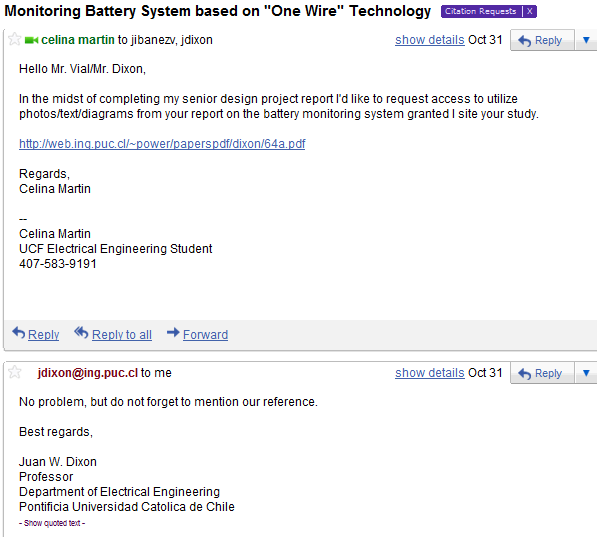 Monitoring Battery System based on "One Wire" Technology Citation Requests X
celina martin to jibanezv, jdixon show details Oct 31 Reply
Hello Mr. Vial/Mr. Dixon,
In the midst of completing my senior design project report I'd like to request access to utilize
photos/text/diagrams from your report on the battery monitoring system granted I site your study.
http://web.ing.puc.cl/~power/paperspdf/dixon/64a.pdf
Regards,
Celina Martin
--
Celina Martin
UCF Electrical Engineering Student
407-583-9191
Reply Reply to all Forward
jdixon@ing.puc.cl to me show details Oct 31 Reply
No problem, but do not forget to mention our reference.
Best regards,
Juan W. Dixon
Professor
Department of Electrical Engineering
Pontificia Universidad Catolica de Chile
- Show quoted text -